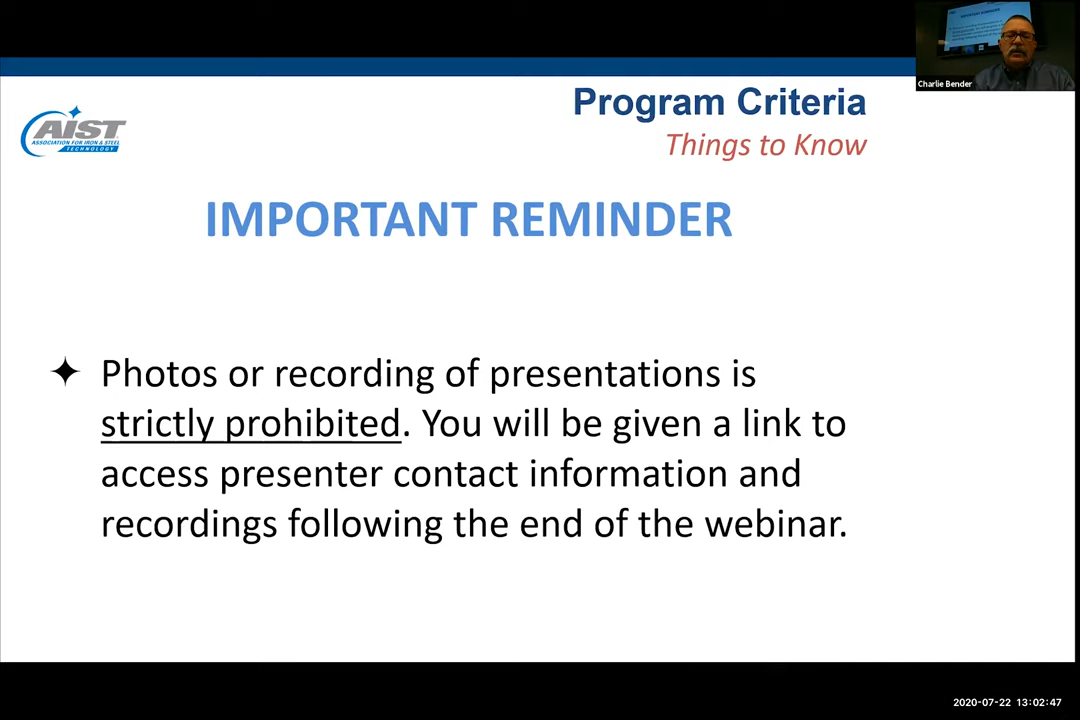 Charlie Bender
Program Criteria
Things to Know
AIST
ASSOCIATION FOR IRON & STEEL
TECHNOLOGY
IMPORTANT REMINDER
IMPORTANT REMINDER
✦ Photos or recording of presentations is
strictly prohibited. You will be given a link to
access presenter contact information and
recordings following the end of the webinar.
2020-07-22 13:02:47